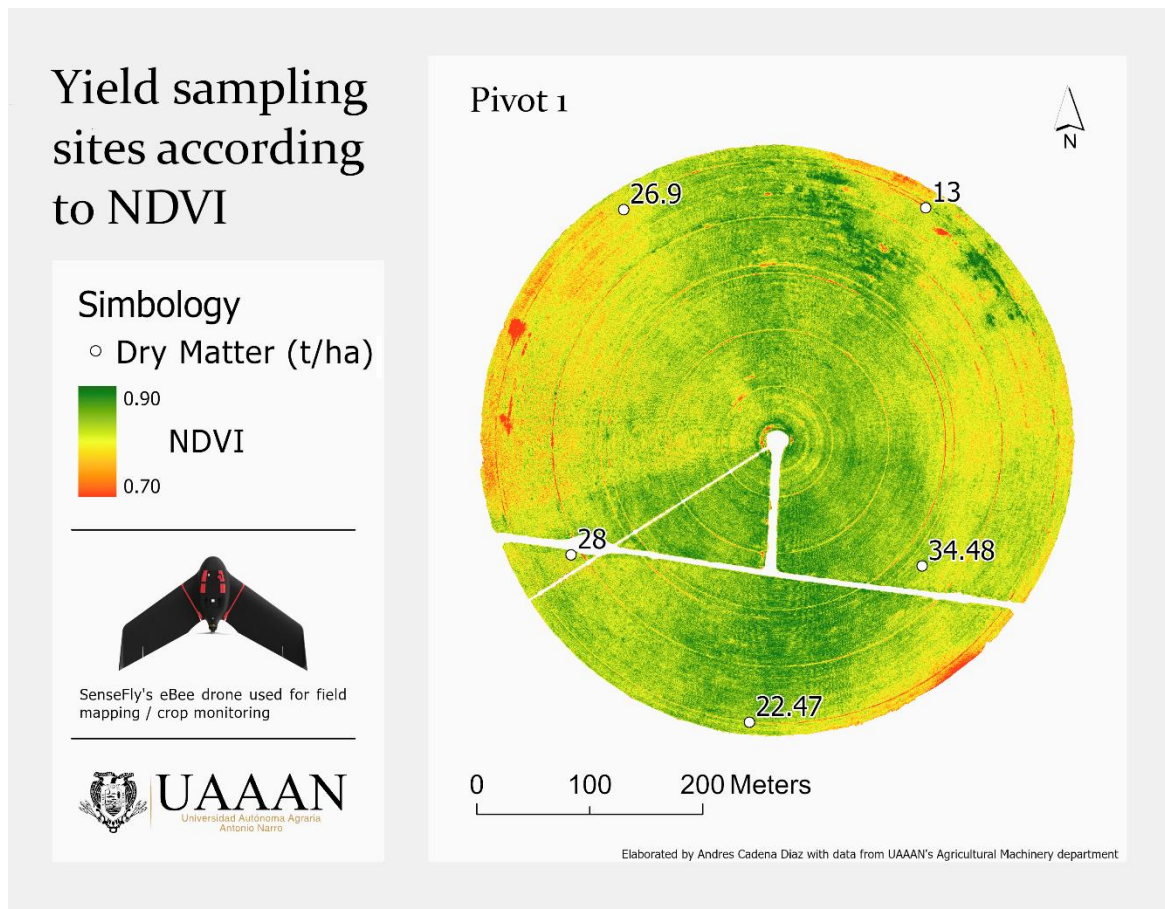 Yield sampling
sites according
to NDVI
Simbology
Dry Matter (t/ha)
0.90
NDVI
0.70
SenseFly's eBee drone used for field
mapping / crop monitoring
UAAAN
Universidad Autónoma Agraria
Antonio Narro
Pivot 1
N
26.9
13
28
34.48
22.47
0 100 200 Meters
Elaborated by Andres Cadena Diaz with data from UAAAN's Agricultural Machinery department